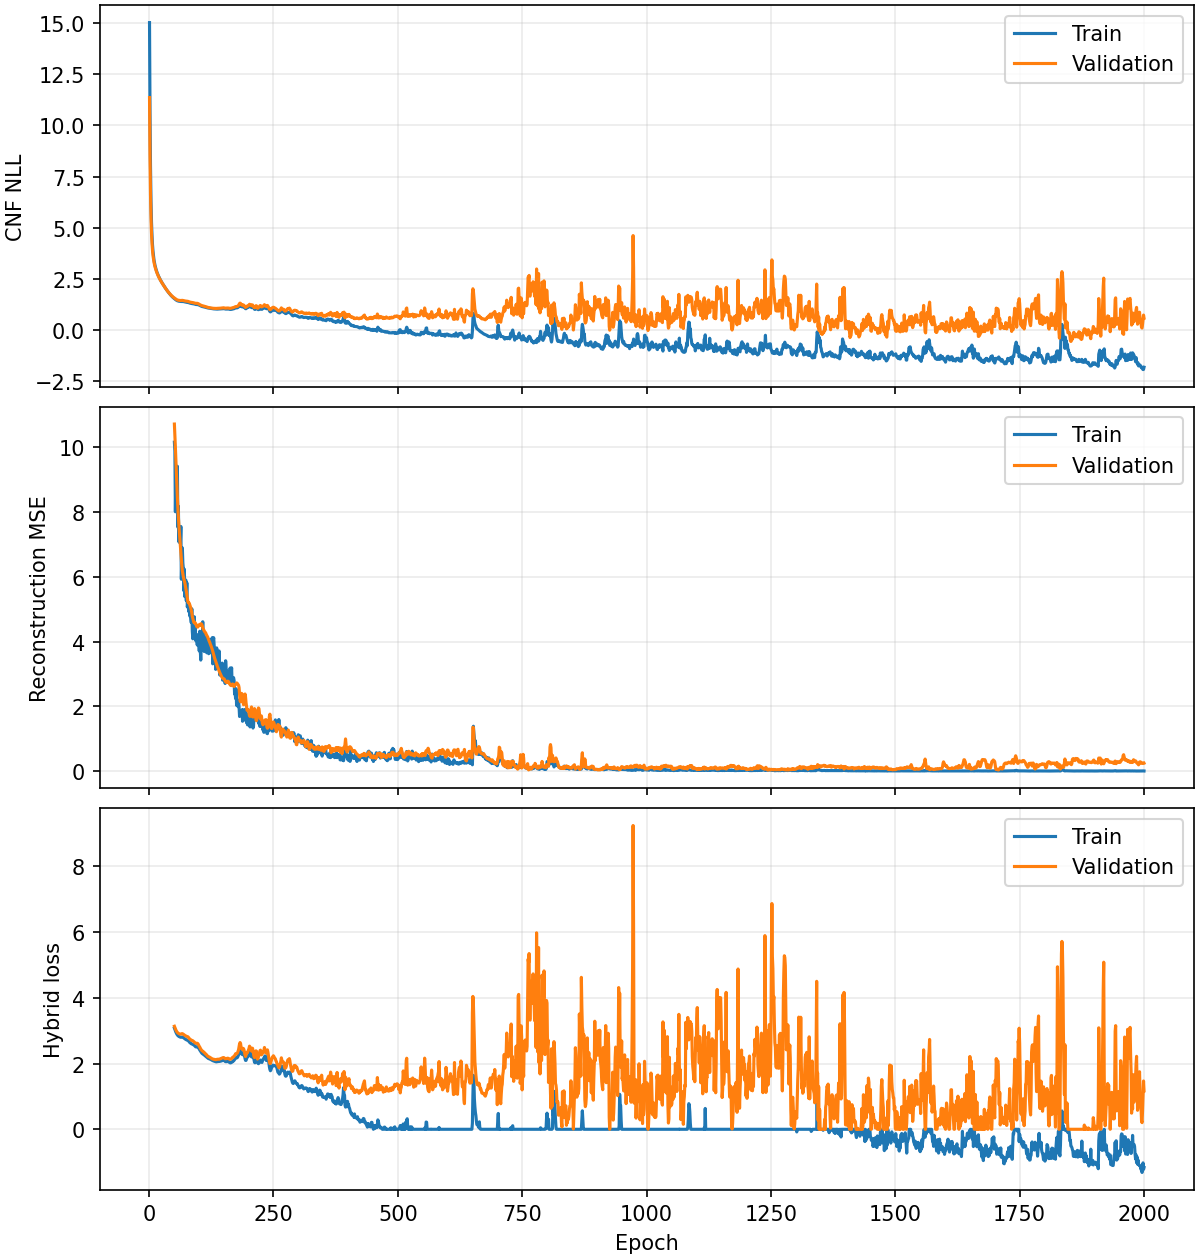 15.0
12.5
10.0
7.5
5.0
2.5
0.0
−2.5
CNF NLL
Train
Validation
10
8
6
4
2
0
Reconstruction MSE
Train
Validation
8
6
4
2
0
Hybrid loss
Train
Validation
0 250 500 750 1000 1250 1500 1750 2000
Epoch